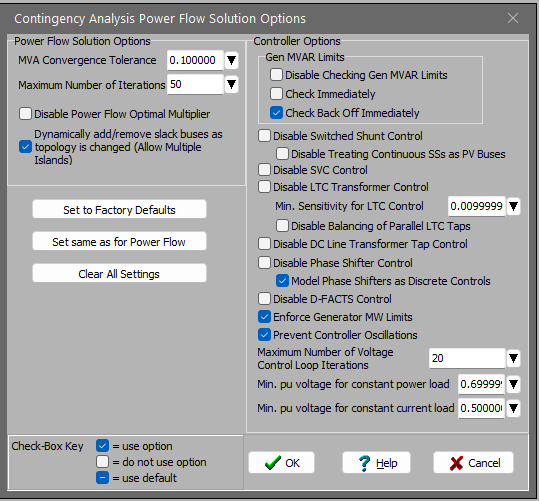 Contingency Analysis Power Flow Solution Options
Power Flow Solution Options
MVA Convergence Tolerance 0.100000
Maximum Number of Iterations 50
Disable Power Flow Optimal Multiplier
Dynamically add/remove slack buses as
topology is changed (Allow Multiple
Islands)
Set to Factory Defaults
Set same as for Power Flow
Clear All Settings
Controller Options
Gen MVAR Limits
Disable Checking Gen MVAR Limits
Check Immediately
Check Back Off Immediately
Disable Switched Shunt Control
Disable Treating Continuous SSs as PV Buses
Disable SVC Control
Disable LTC Transformer Control
Min. Sensitivity for LTC Control 0.0099999
Disable Balancing of Parallel LTC Taps
Disable DC Line Transformer Tap Control
Disable Phase Shifter Control
Model Phase Shifters as Discrete Controls
Disable D-FACTS Control
Enforce Generator MW Limits
Prevent Controller Oscillations
Maximum Number of Voltage
Control Loop Iterations 20
Min. pu voltage for constant power load 0.69999
Min. pu voltage for constant current load 0.50000
Check-Box Key = use option
= do not use option
= use default
OK
Help
Cancel